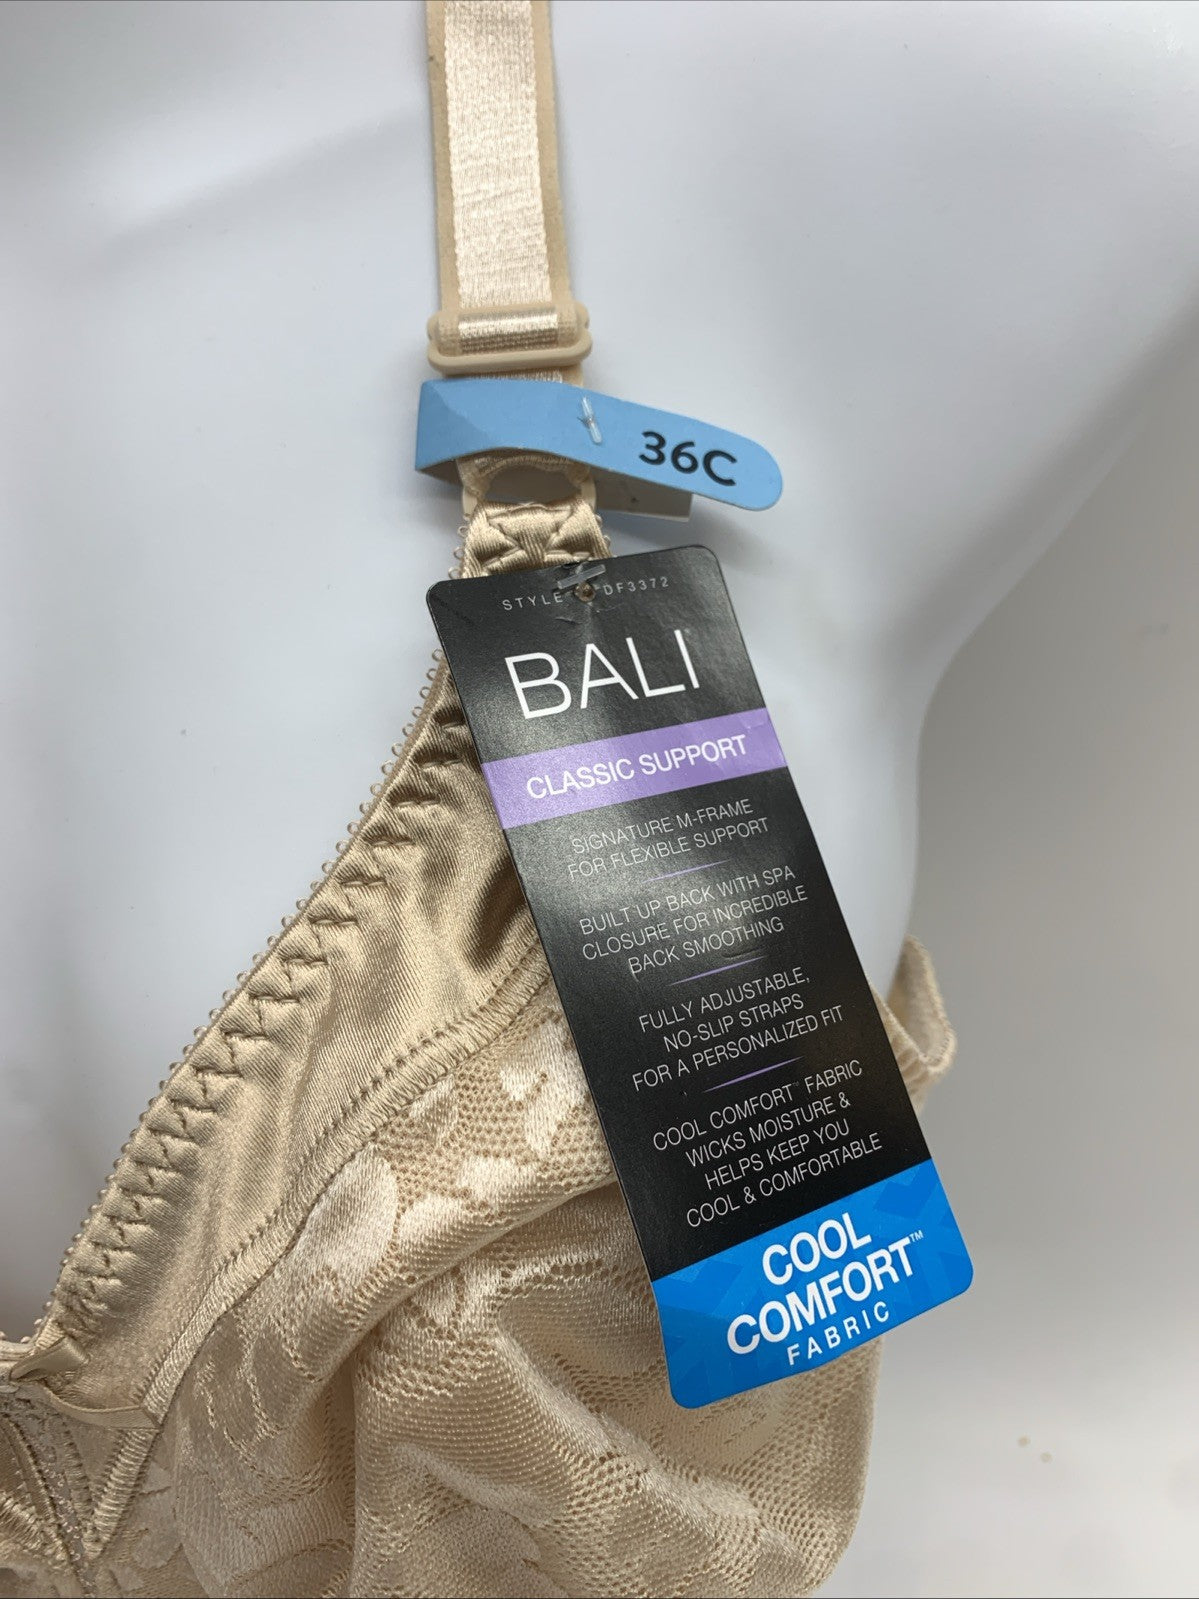 36C
STYLE DF3372
BALI
CLASSIC SUPPORT
SIGNATURE M-FRAME
FOR FLEXIBLE SUPPORT
BUILT UP BACK WITH SPA
CLOSURE FOR INCREDIBLE
BACK SMOOTHING
FULLY ADJUSTABLE,
NO-SLIP STRAPS
FOR A PERSONALIZED FIT
COOL COMFORT™ FABRIC
WICKS MOISTURE &
HELPS KEEP YOU
COOL & COMFORTABLE
COOL
COMFORT™
FABRIC